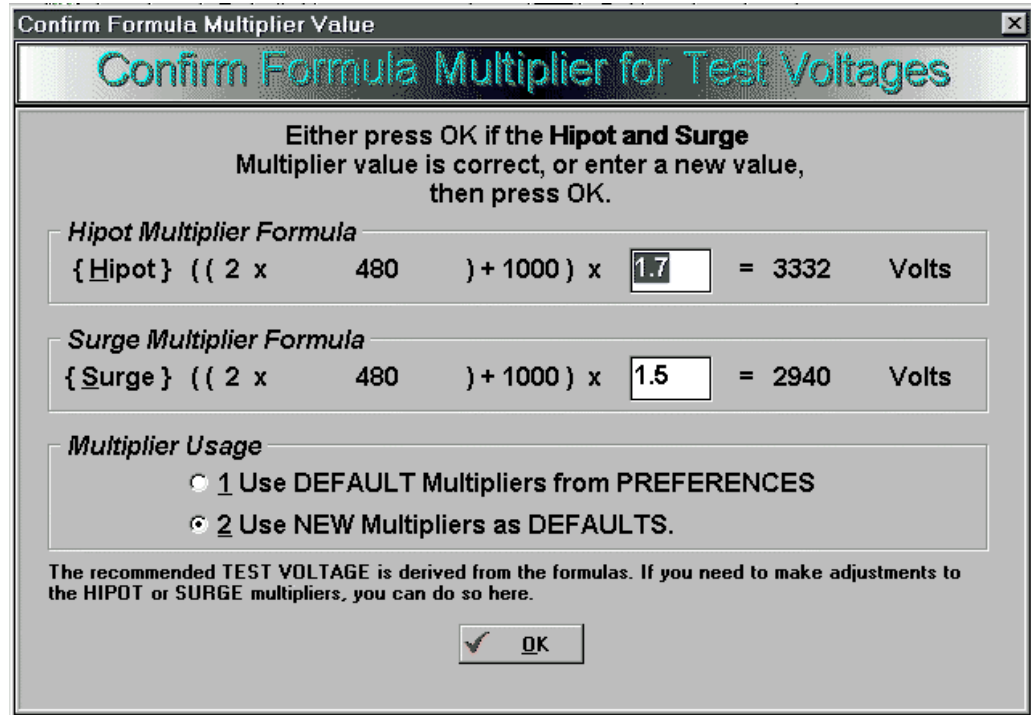 Confirm Formula Multiplier Value
Confirm Formula Multiplier for Test Voltages
Either press OK if the Hipot and Surge
Multiplier value is correct, or enter a new value,
then press OK.
Hipot Multiplier Formula
{ Hipot } ( ( 2 x 480 ) + 1000 ) x 1.7 = 3332 Volts
Surge Multiplier Formula
{ Surge } ( ( 2 x 480 ) + 1000 ) x 1.5 = 2940 Volts
Multiplier Usage
1 Use DEFAULT Multipliers from PREFERENCES
2 Use NEW Multipliers as DEFAULTS.
The recommended TEST VOLTAGE is derived from the formulas. If you need to make adjustments to
the HIPOT or SURGE multipliers, you can do so here.
OK